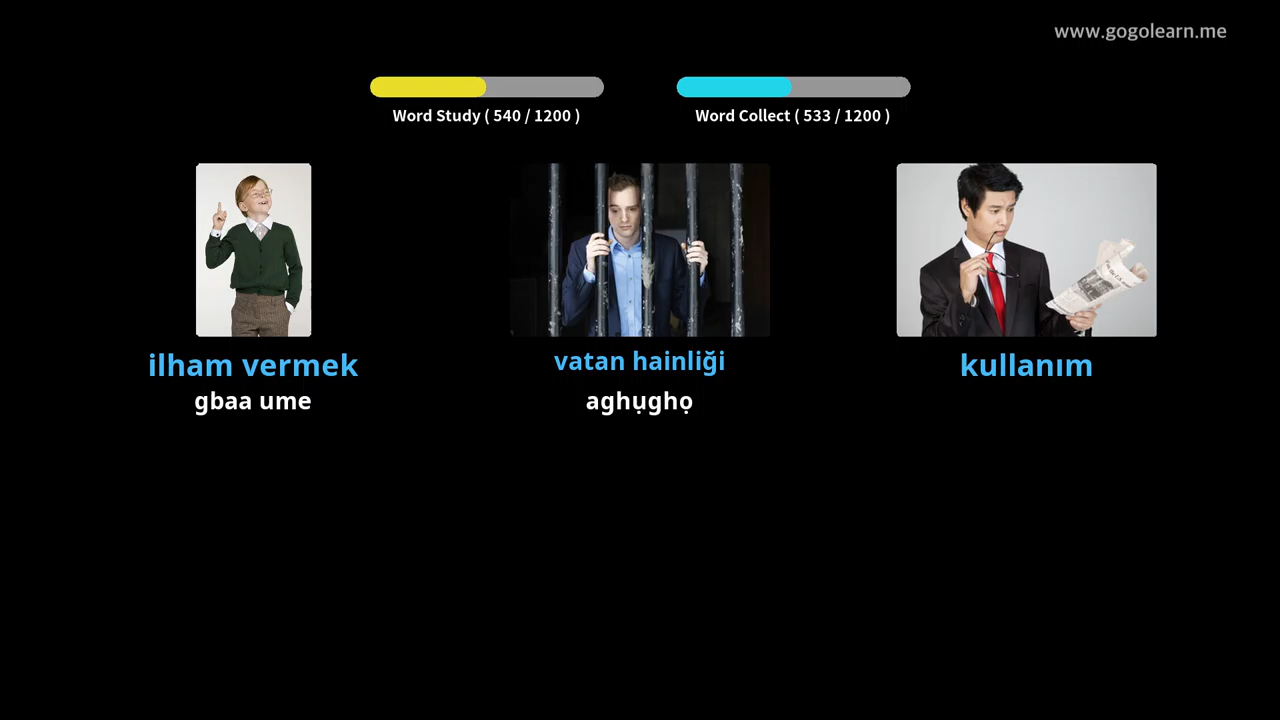 www.gogolearn.me
Word Study ( 540 / 1200 )
Word Collect ( 533 / 1200 )
ilham vermek
vatan hainliği
kullanım
gbaa ume
aghụghọ